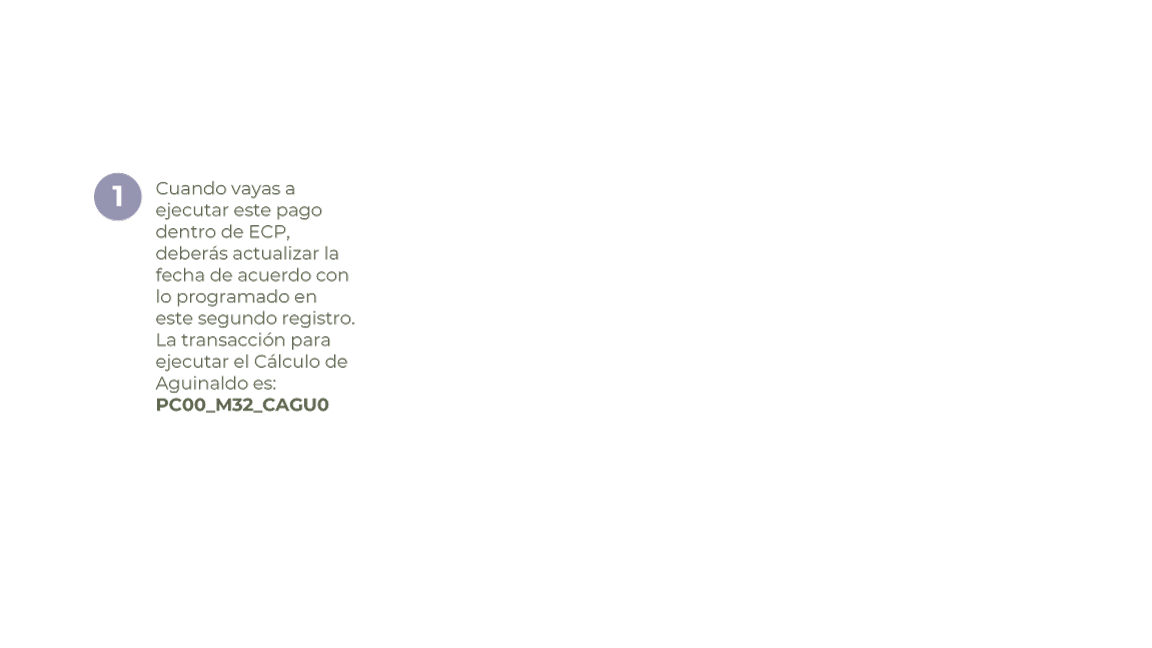 1
Cuando vayas a
ejecutar este pago
dentro de ECP,
deberás actualizar la
fecha de acuerdo con
lo programado en
este segundo registro.
La transacción para
ejecutar el Cálculo de
Aguinaldo es:
PC00_M32_CAGU0